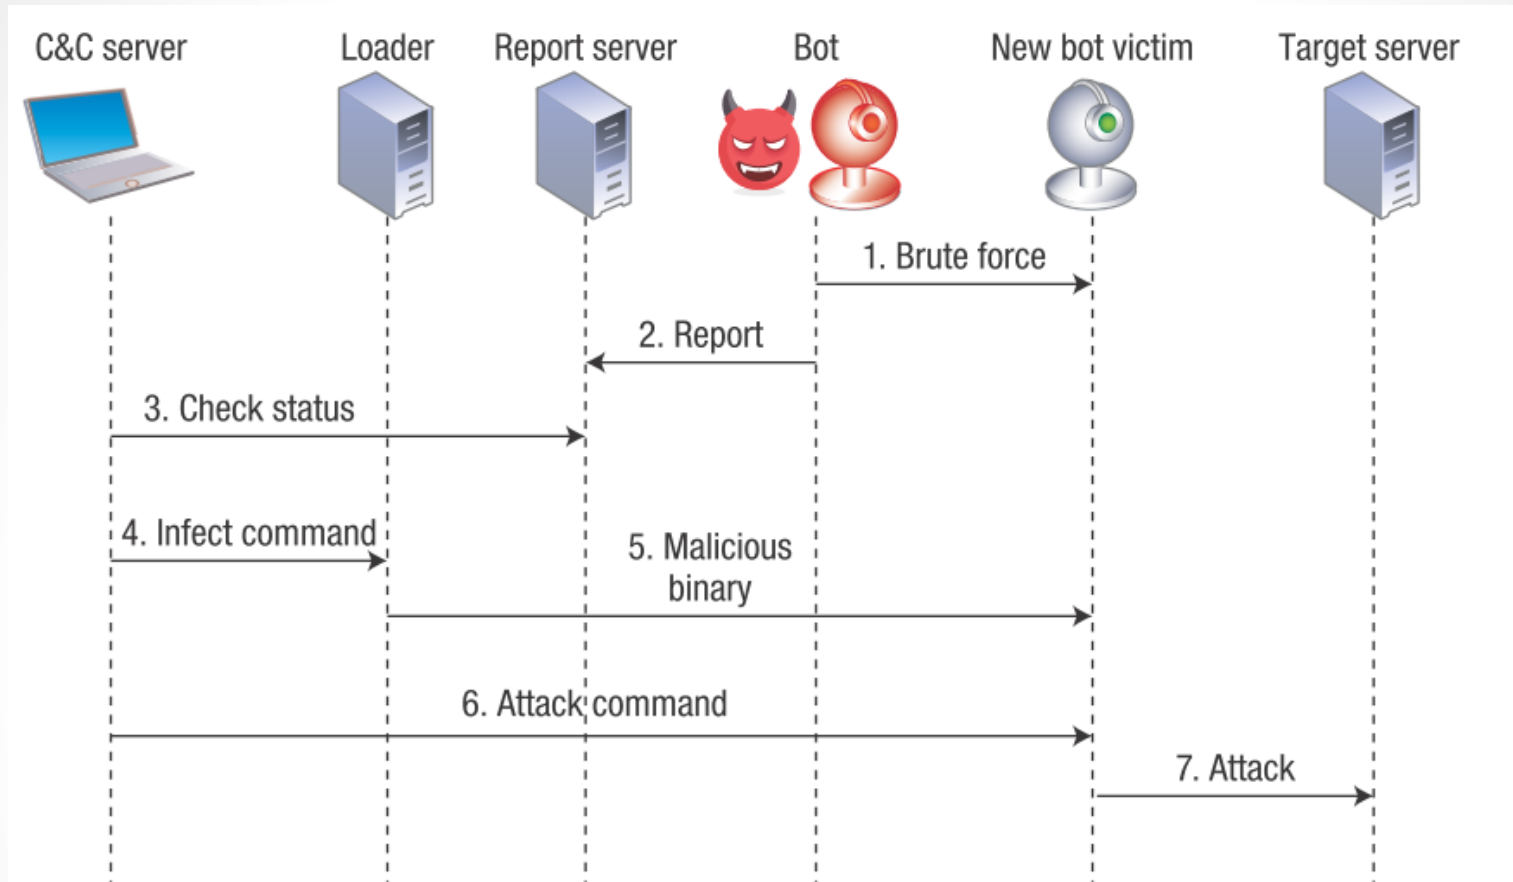 C&C server
Loader
Report server
Bot
New bot victim
Target server
1. Brute force
2. Report
3. Check status
4. Infect command
5. Malicious
binary
6. Attack command
7. Attack